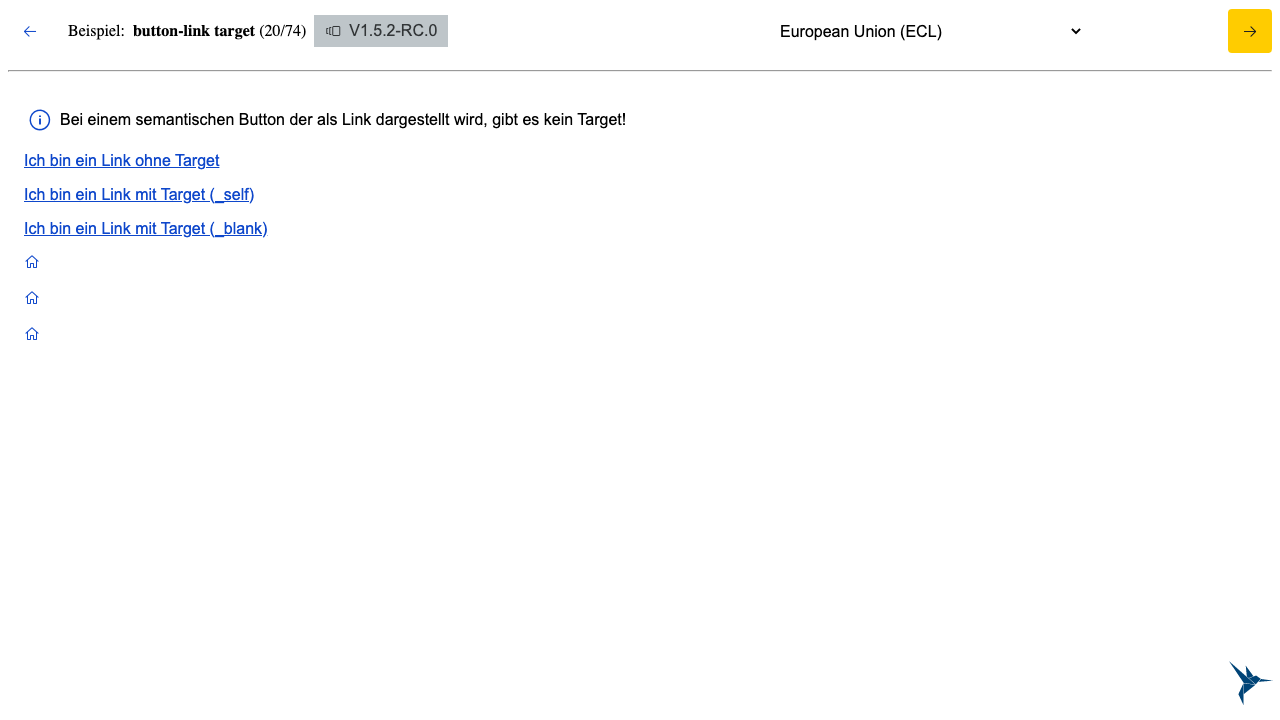 Beispiel: button-link target (20/74) V1.5.2-RC.0 European Union (ECL)
Bei einem semantischen Button der als Link dargestellt wird, gibt es kein Target!
Ich bin ein Link ohne Target
Ich bin ein Link mit Target (_self)
Ich bin ein Link mit Target (_blank)